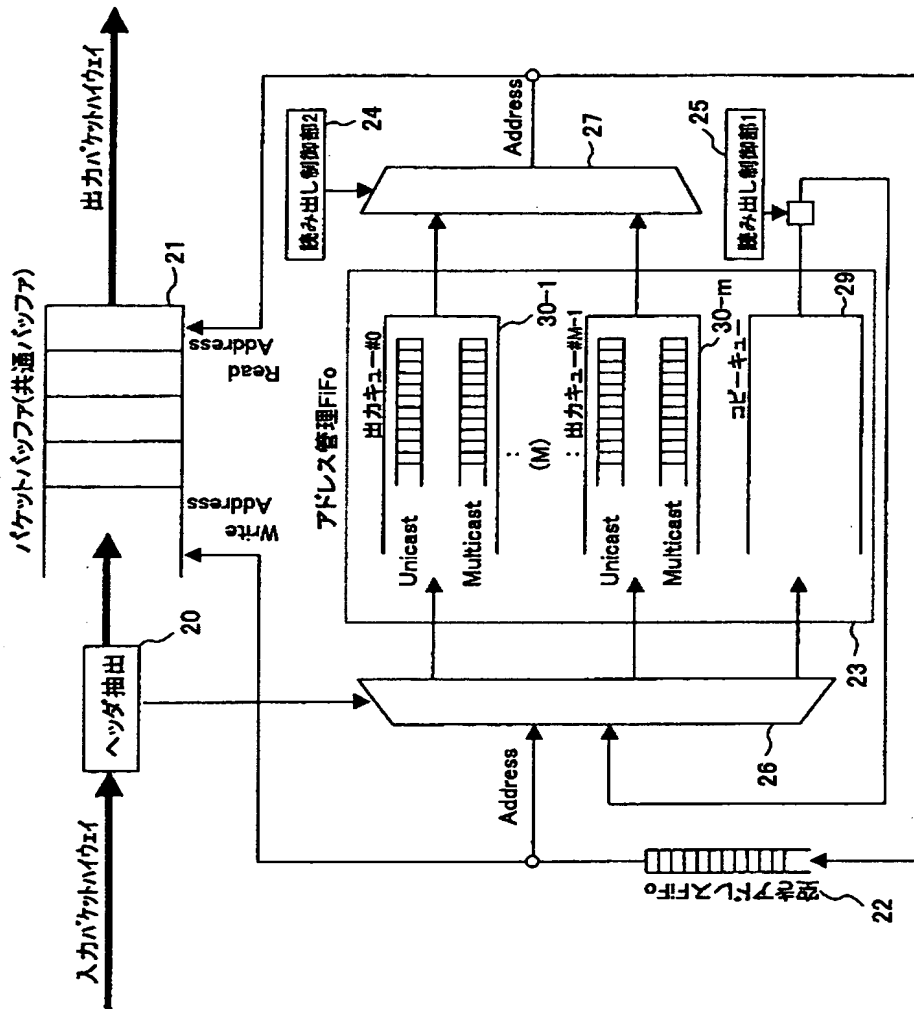 入力パケットハイウェイ
ヘッダ抽出
20
パケットバッファ(共通バッファ)
21
出力パケットハイウェイ
Write
Address
Read
Address
読み出し制御部2
24
Address
27
読み出し制御部1
25
アドレス管理FiFo
出力キュー#0
Unicast
Multicast
30-1
:
(M)
:
出力キュー#M-1
Unicast
Multicast
30-m
コピーキュー
29
23
26
Address
空きアドレスFiFo
22